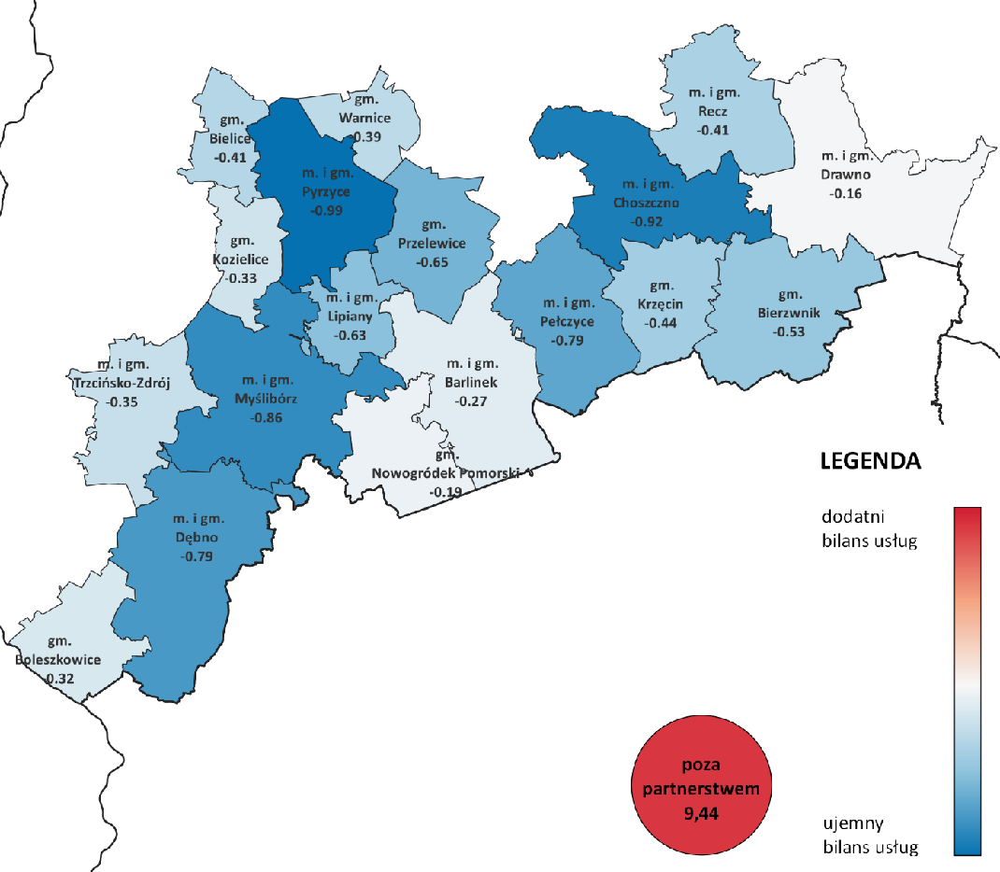 m. i gm.
Recz
-0.41
gm.
Warnice
-0.39
gm.
Bielice
-0.41
m. i gm.
Drawno
-0.16
m. i gm.
Pyrzyce
-0.99
m. i gm.
Choszczno
-0.92
gm.
Przelewice
-0.65
gm.
Kozielice
-0.33
m. i gm.
Lipiany
-0.63
m. i gm.
Pełczyce
-0.79
gm.
Krzęcin
-0.44
gm.
Bierzwnik
-0.53
m. i gm.
Trzcińsko-Zdrój
-0.35
m. i gm.
Myślibórz
-0.86
m. i gm.
Barlinek
-0.27
gm.
Nowogródek Pomorski
-0.19
m. i gm.
Dębno
-0.79
gm.
Boleszkowice
-0.32
LEGENDA
dodatni
bilans usług
ujemny
bilans usług
poza
partnerstwem
9,44